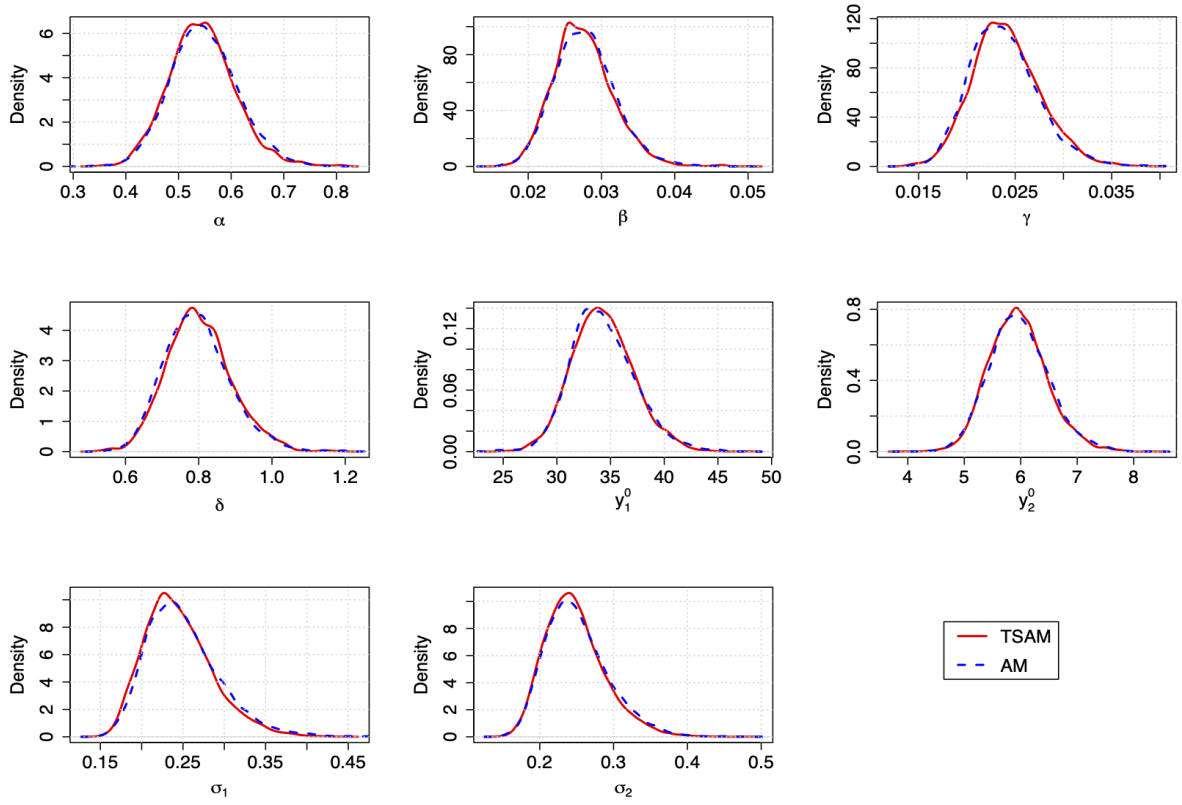 Density
0 2 4 6
0.3 0.4 0.5 0.6 0.7 0.8
α
Density
0 40 80
0.02 0.03 0.04 0.05
β
Density
0 40 80 120
0.015 0.025 0.035
γ
Density
0 1 2 3 4
0.6 0.8 1.0 1.2
δ
Density
0.00 0.06 0.12
25 30 35 40 45 50
y₁⁰
Density
0.0 0.4 0.8
4 5 6 7 8
y₂⁰
Density
0 2 4 6 8
0.15 0.25 0.35 0.45
σ₁
Density
0 2 4 6 8
0.2 0.3 0.4 0.5
σ₂
TSAM
AM